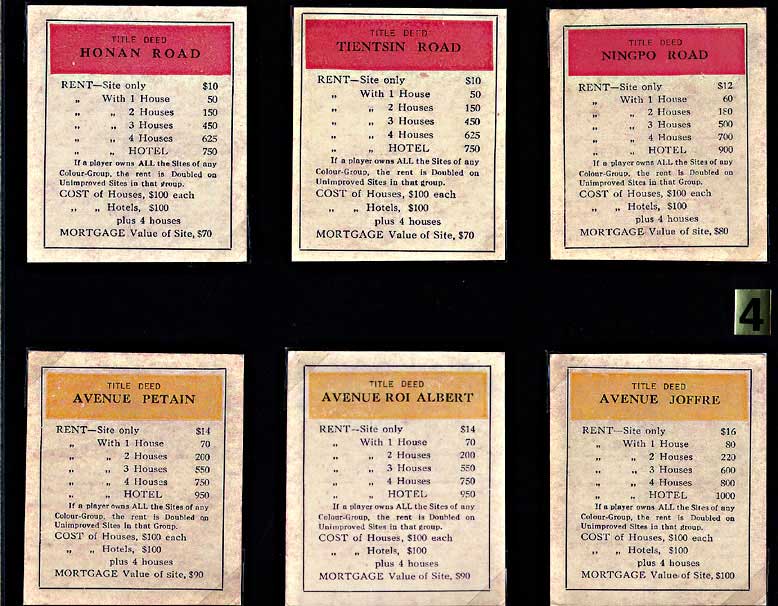 TITLE DEED
HONAN ROAD
RENT—Site only $10
„ With 1 House 50
„ „ 2 Houses 150
„ „ 3 Houses 450
„ „ 4 Houses 625
„ „ HOTEL 750
If a player owns ALL the Sites of any
Colour-Group, the rent is Doubled on
Unimproved Sites in that group.
COST of Houses, $100 each
„ „ Hotels, $100
plus 4 houses
MORTGAGE Value of Site, $70
TITLE DEED
TIENTSIN ROAD
RENT—Site only $10
„ With 1 House 50
„ „ 2 Houses 150
„ „ 3 Houses 450
„ „ 4 Houses 625
„ „ HOTEL 750
If a player owns ALL the Sites of any
Colour-Group, the rent is Doubled on
Unimproved Sites in that group.
COST of Houses, $100 each
„ „ Hotels, $100
plus 4 houses
MORTGAGE Value of Site, $70
TITLE DEED
NINGPO ROAD
RENT—Site only $12
„ With 1 House 60
„ „ 2 Houses 180
„ „ 3 Houses 500
„ „ 4 Houses 700
„ „ HOTEL 900
If a player owns ALL the Sites of any
Colour-Group, the rent is Doubled on
Unimproved Sites in that group.
COST of Houses, $100 each
„ „ Hotels, $100
plus 4 houses
MORTGAGE Value of Site, $80
4
TITLE DEED
AVENUE PETAIN
RENT—Site only $14
„ With 1 House 70
„ „ 2 Houses 200
„ „ 3 Houses 550
„ „ 4 Houses 750
„ „ HOTEL 950
If a player owns ALL the Sites of any
Colour-Group, the rent is Doubled on
Unimproved Sites in that Group.
COST of Houses, $100 each
„ „ Hotels, $100
plus 4 houses
MORTGAGE Value of Site, $90
TITLE DEED
AVENUE ROI ALBERT
RENT—Site only $14
„ With 1 House 70
„ „ 2 Houses 200
„ „ 3 Houses 550
„ „ 4 Houses 750
„ „ HOTEL 950
If a player owns ALL the Sites of any
Colour-Group, the rent is Doubled on
Unimproved Sites in that group.
COST of Houses, $100 each
„ „ Hotels, $100
plus 4 houses
MORTGAGE Value of Site, $90
TITLE DEED
AVENUE JOFFRE
RENT—Site only $16
„ With 1 House 80
„ „ 2 Houses 220
„ „ 3 Houses 600
„ „ 4 Houses 800
„ „ HOTEL 1000
If a player owns ALL the Sites of any
Colour-Group, the rent is Doubled on
Unimproved Sites in that group.
COST of Houses, $100 each
„ „ Hotels, $100
plus 4 houses
MORTGAGE Value of Site, $100